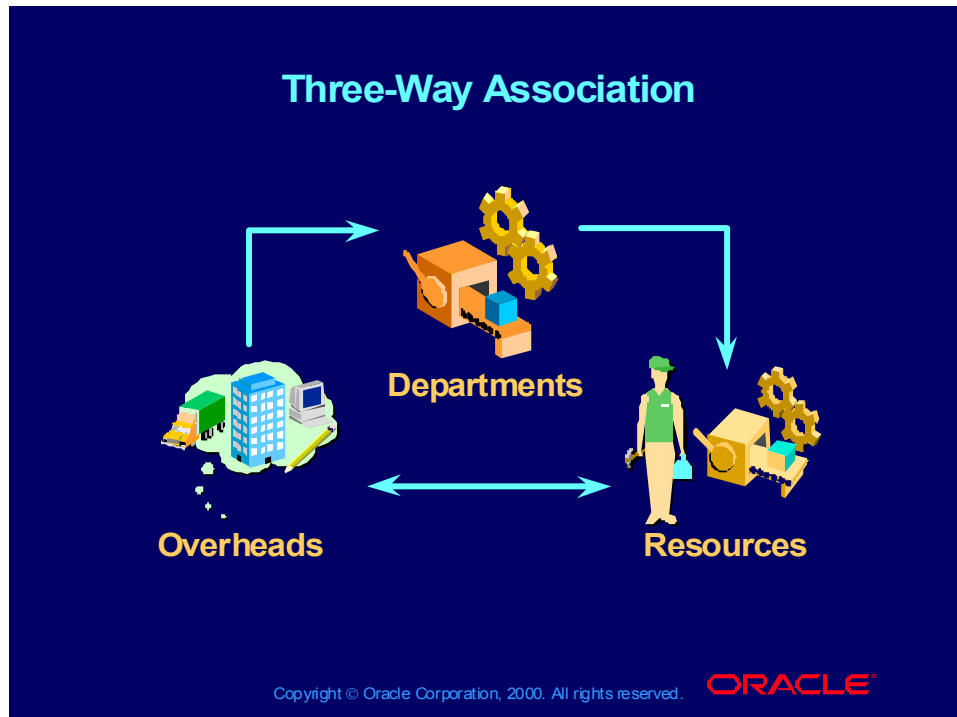 Three-Way Association
Departments
Overheads
Resources
Copyright © Oracle Corporation, 2000. All rights reserved.
ORACLE®